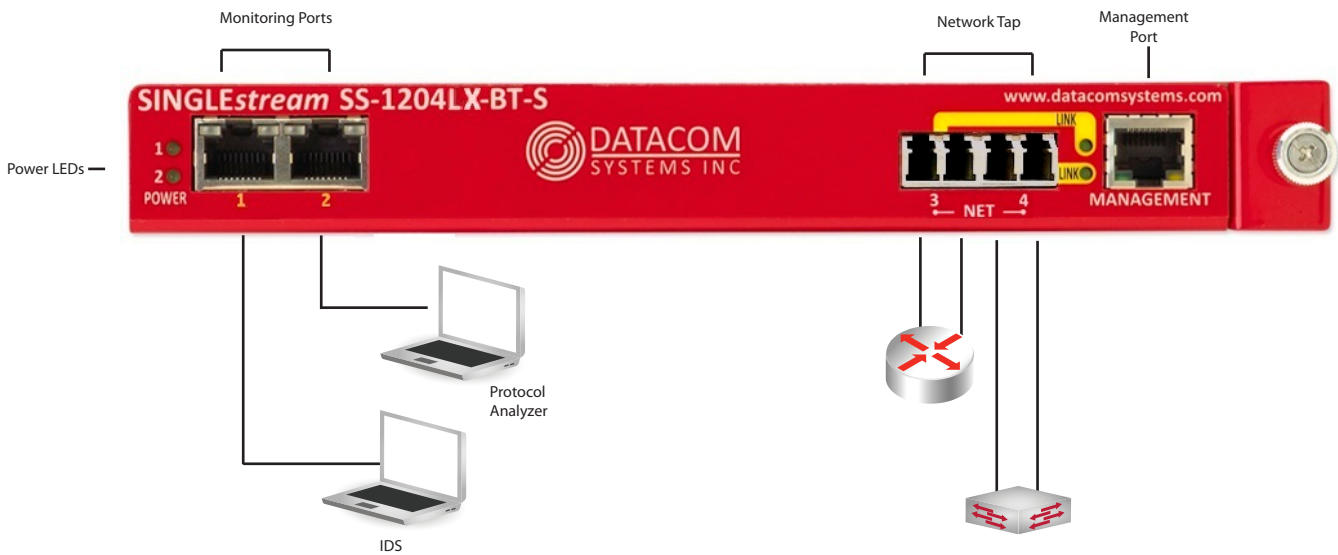 Monitoring Ports
Network Tap
Management
Port
SINGLEstream SS-1204LX-BT-S
www.datacomsystems.com
LINK
1
DATACOM
SYSTEMS INC
Power LEDs
2
LINK
POWER
1
2
3
4
NET
MANAGEMENT
Protocol
Analyzer
IDS